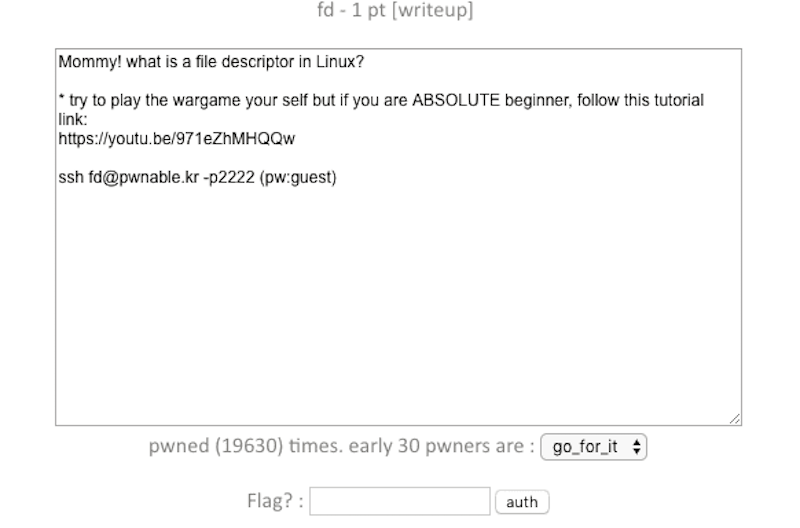 fd - 1 pt [writeup]
Mommy! what is a file descriptor in Linux?
* try to play the wargame your self but if you are ABSOLUTE beginner, follow this tutorial
link:
https://youtu.be/971eZhMHQQw
ssh fd@pwnable.kr -p2222 (pw:guest)
pwned (19630) times. early 30 pwners are : go_for_it
Flag? : auth